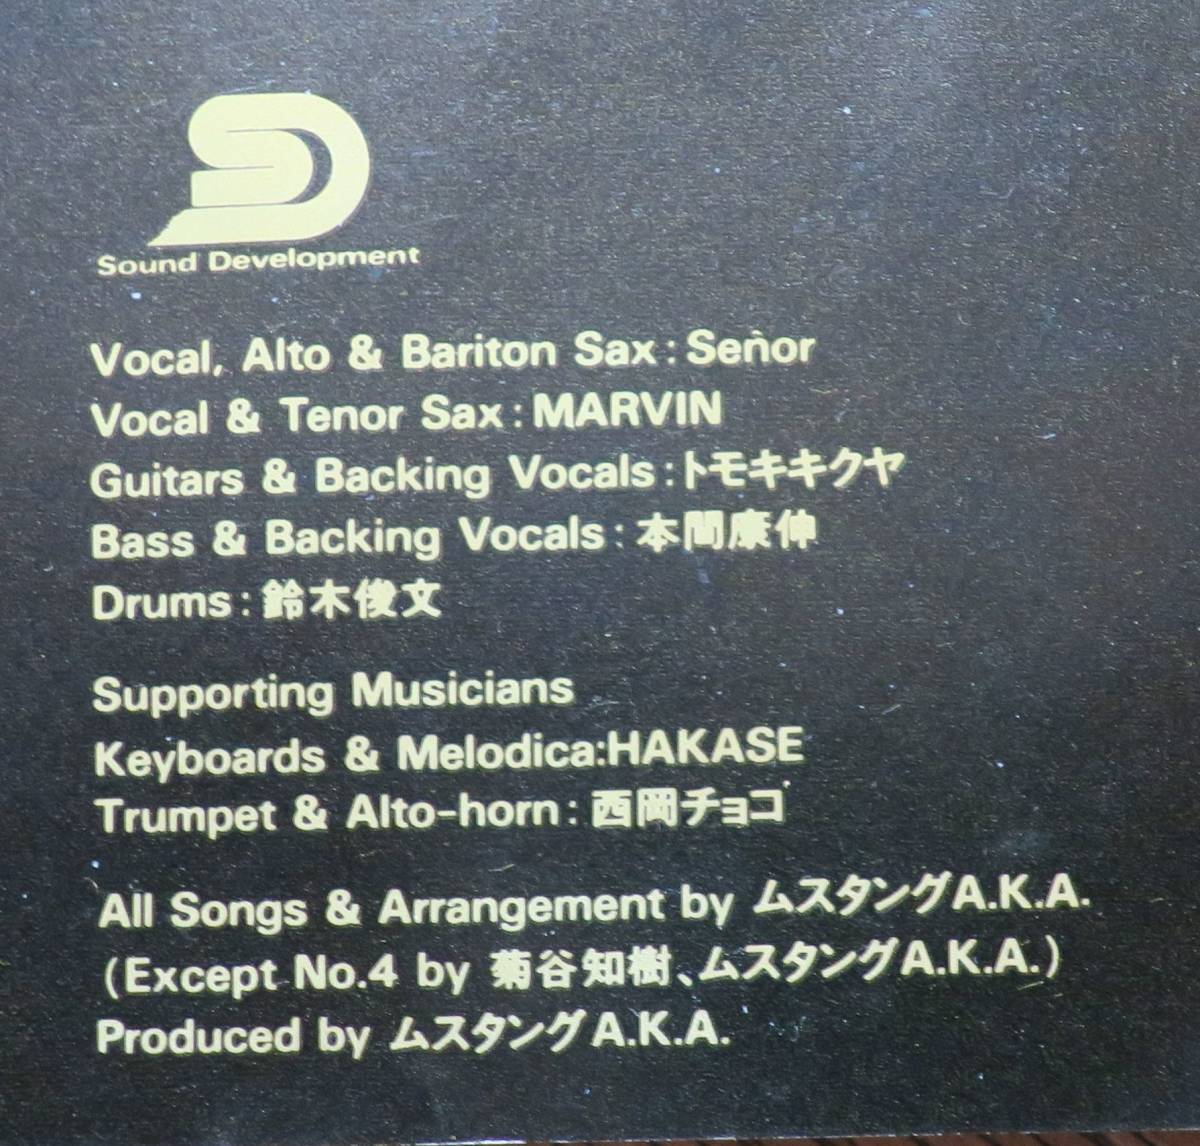 SD
Sound Development
Vocal, Alto & Bariton Sax : Señor
Vocal & Tenor Sax : MARVIN
Guitars & Backing Vocals : トモキキクヤ
Bass & Backing Vocals : 本間康伸
Drums : 鈴木俊文
Supporting Musicians
Keyboards & Melodica:HAKASE
Trumpet & Alto-horn : 西岡チョコ
All Songs & Arrangement by ムスタングA.K.A.
(Except No.4 by 菊谷知樹、ムスタングA.K.A.)
Produced by ムスタングA.K.A.